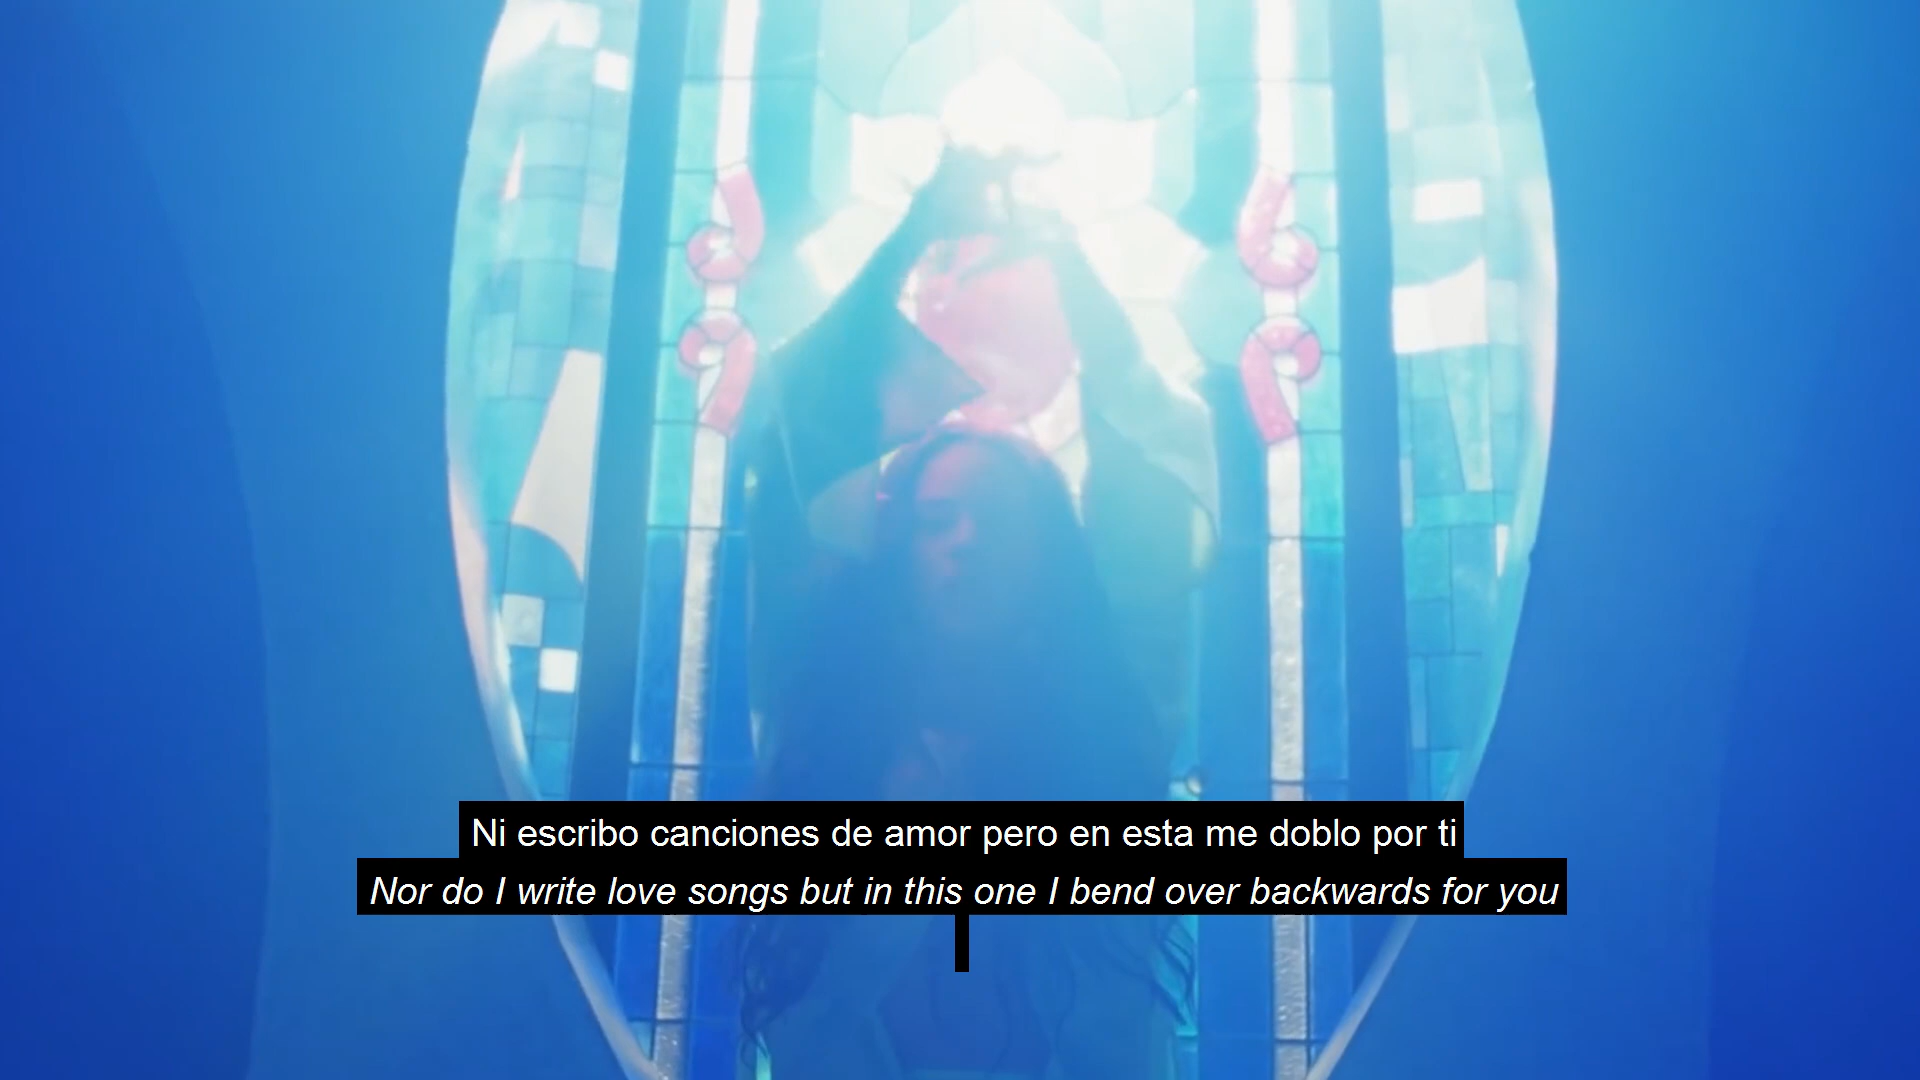 Ni escribo canciones de amor pero en esta me doblo por ti
Nor do I write love songs but in this one I bend over backwards for you